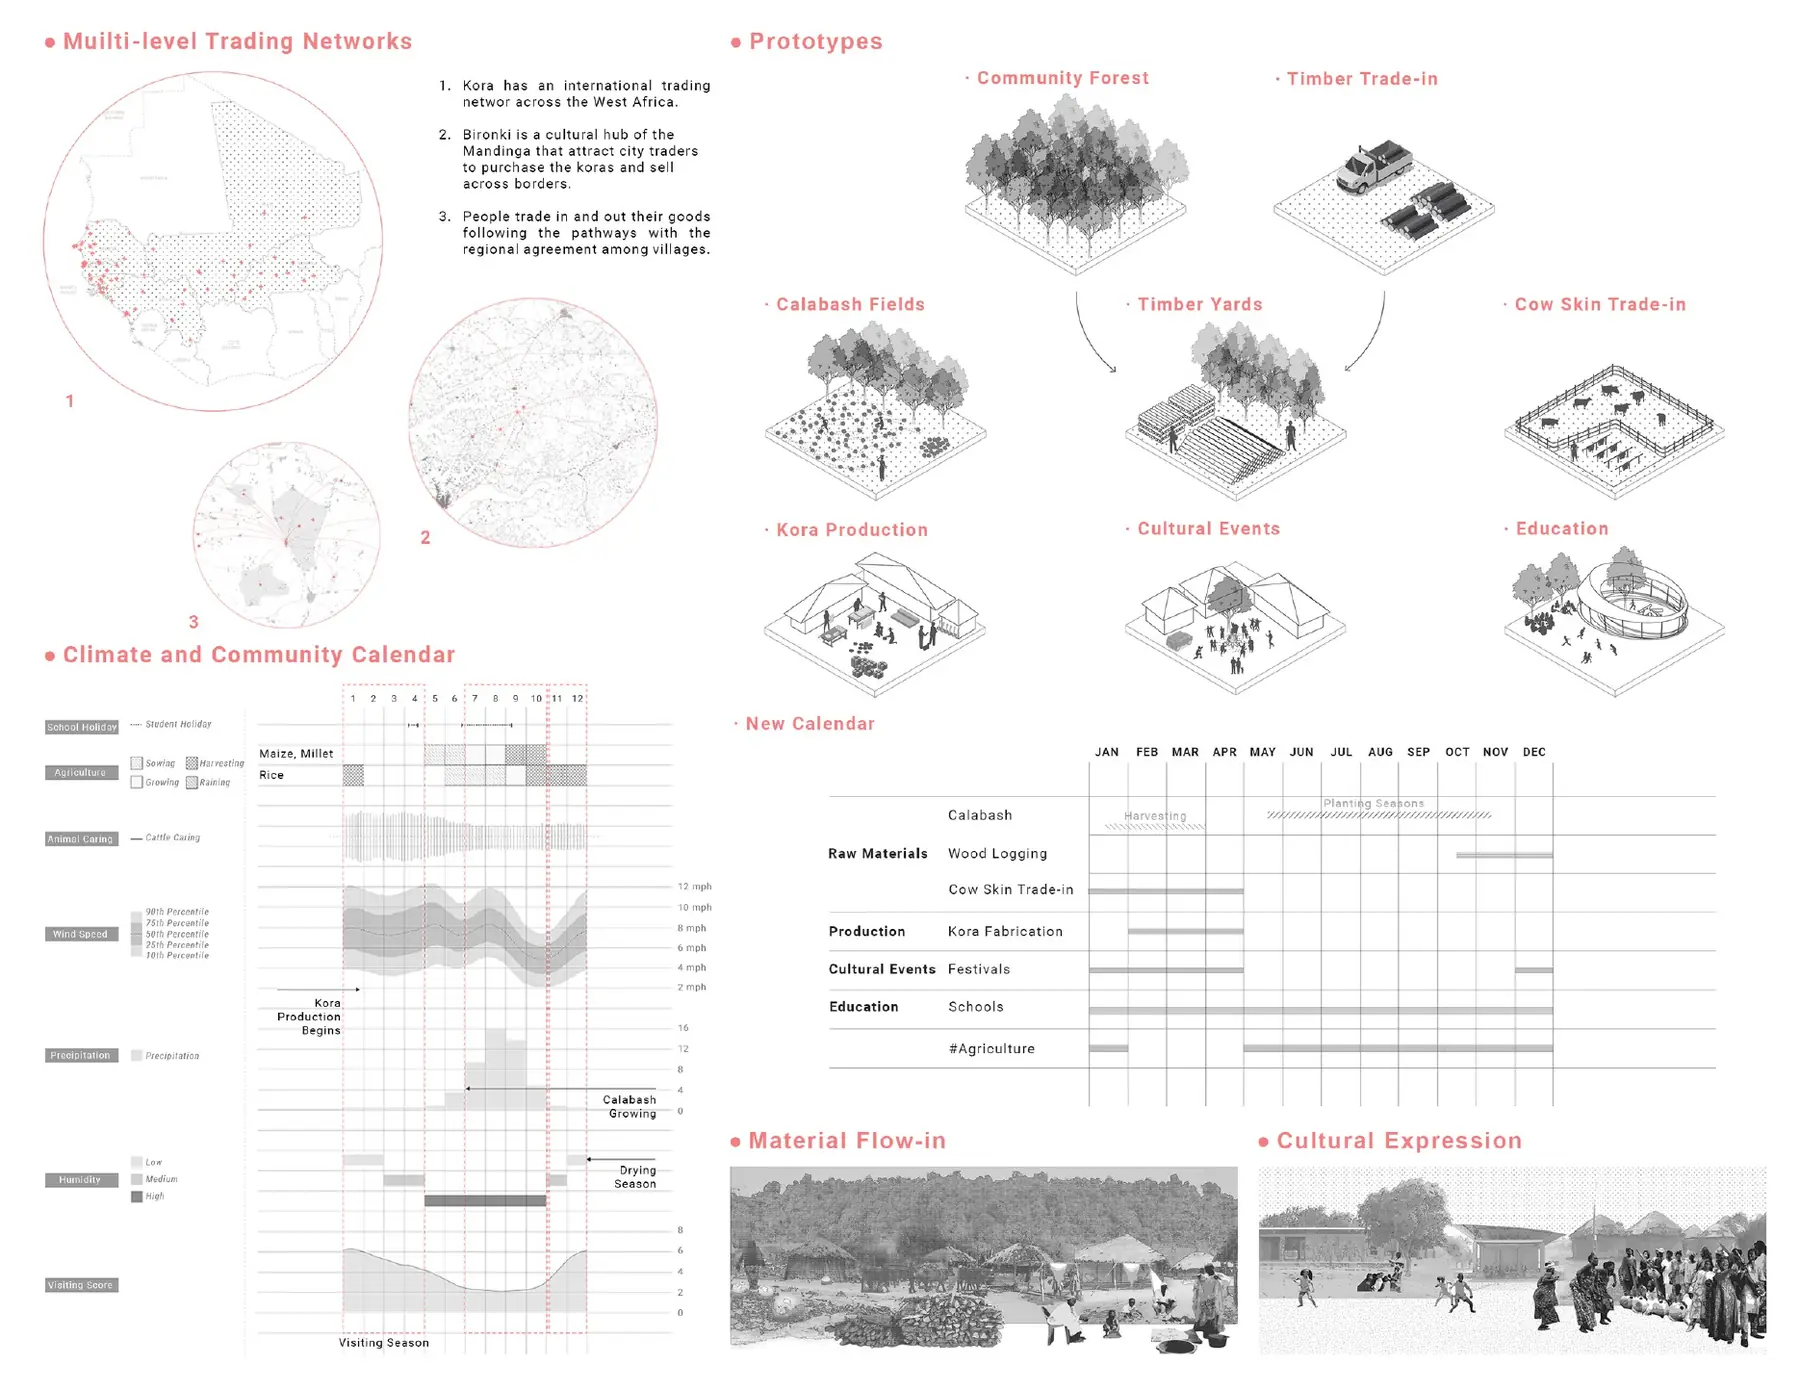 Muilti-level Trading Networks
1. Kora has an international trading
networ across the West Africa.
2. Bironki is a cultural hub of the
Mandinga that attract city traders
to purchase the koras and sell
across borders.
3. People trade in and out their goods
following the pathways with the
regional agreement among villages.
1
2
3
Climate and Community Calendar
1 2 3 4 5 6 7 8 9 10 11 12
School Holiday
Student Holiday
Agriculture
Sowing
Harvesting
Growing
Raining
Maize, Millet
Rice
Animal Caring
Cattle Caring
Wind Speed
90th Percentile
75th Percentile
50th Percentile
25th Percentile
10th Percentile
12 mph
10 mph
8 mph
6 mph
4 mph
2 mph
Kora
Production
Begins
Precipitation
Precipitation
16
12
8
4
0
Calabash
Growing
Humidity
Low
Medium
High
Drying
Season
Visiting Score
8
6
4
2
0
Visiting Season
Prototypes
· Community Forest
· Timber Trade-in
· Calabash Fields
· Timber Yards
· Cow Skin Trade-in
· Kora Production
· Cultural Events
· Education
· New Calendar
JAN FEB MAR APR MAY JUN JUL AUG SEP OCT NOV DEC
Calabash
Harvesting
Planting Seasons
Raw Materials
Wood Logging
Cow Skin Trade-in
Production
Kora Fabrication
Cultural Events
Festivals
Education
Schools
#Agriculture
Material Flow-in
Cultural Expression